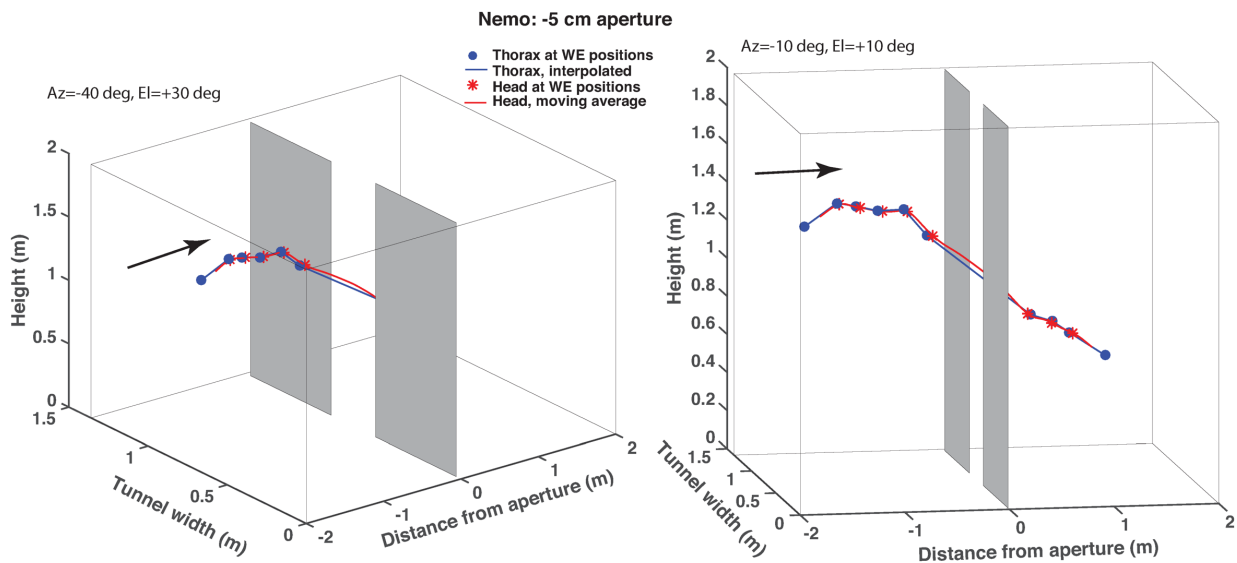 Nemo: -5 cm aperture
Thorax at WE positions
Thorax, interpolated
Head at WE positions
Head, moving average
Az=-40 deg, El=+30 deg
2
1.5
1
0.5
0
Height (m)
1.5
1
0.5
0
Tunnel width (m)
-2
-1
0
1
2
Distance from aperture (m)
Az=-10 deg, El=+10 deg
2
1.8
1.6
1.4
1.2
1
0.8
0.6
0.4
0.2
0
Height (m)
1.5
1
0.5
0
Tunnel width (m)
-2
-1
0
1
2
Distance from aperture (m)